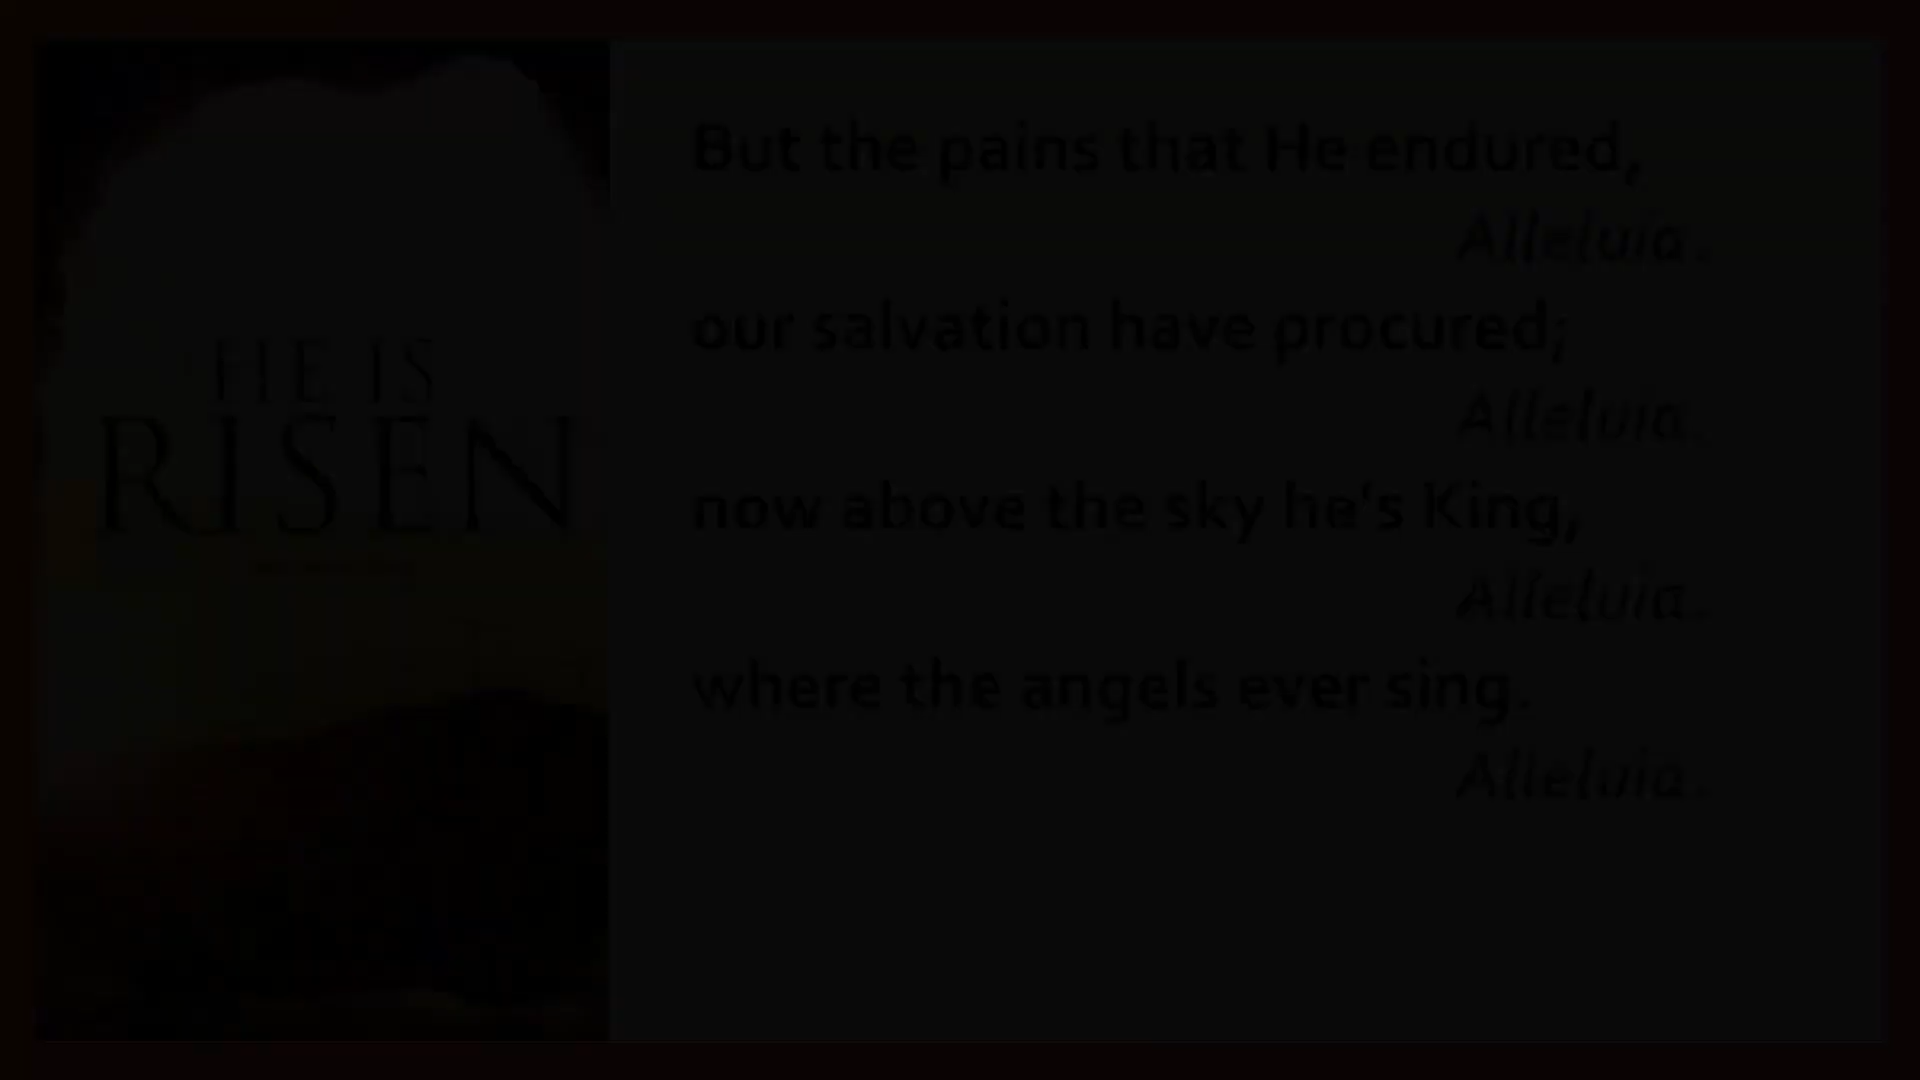 HE IS
RISEN
But the pains that He endured,
Alleluia.
our salvation have procured;
Alleluia.
now above the sky he's King,
Alleluia.
where the angels ever sing.
Alleluia.